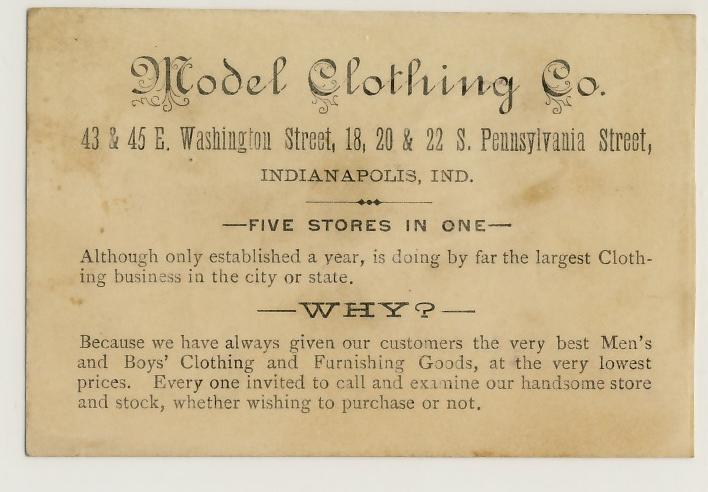 Model Clothing Co.
43 & 45 E. Washington Street, 18, 20 & 22 S. Pennsylvania Street,
INDIANAPOLIS, IND.
—FIVE STORES IN ONE—
Although only established a year, is doing by far the largest Cloth-
ing business in the city or state.
—WHY?—
Because we have always given our customers the very best Men's
and Boys' Clothing and Furnishing Goods, at the very lowest
prices. Every one invited to call and examine our handsome store
and stock, whether wishing to purchase or not.